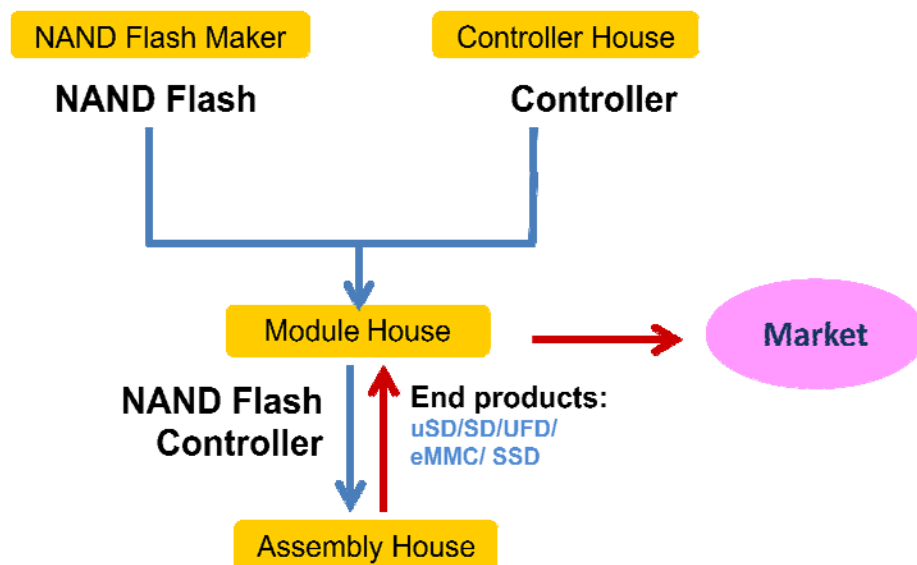 NAND Flash Maker
Controller House
NAND Flash
Controller
Module House
Market
NAND Flash
Controller
End products:
uSD/SD/UFD/
eMMC/ SSD
Assembly House